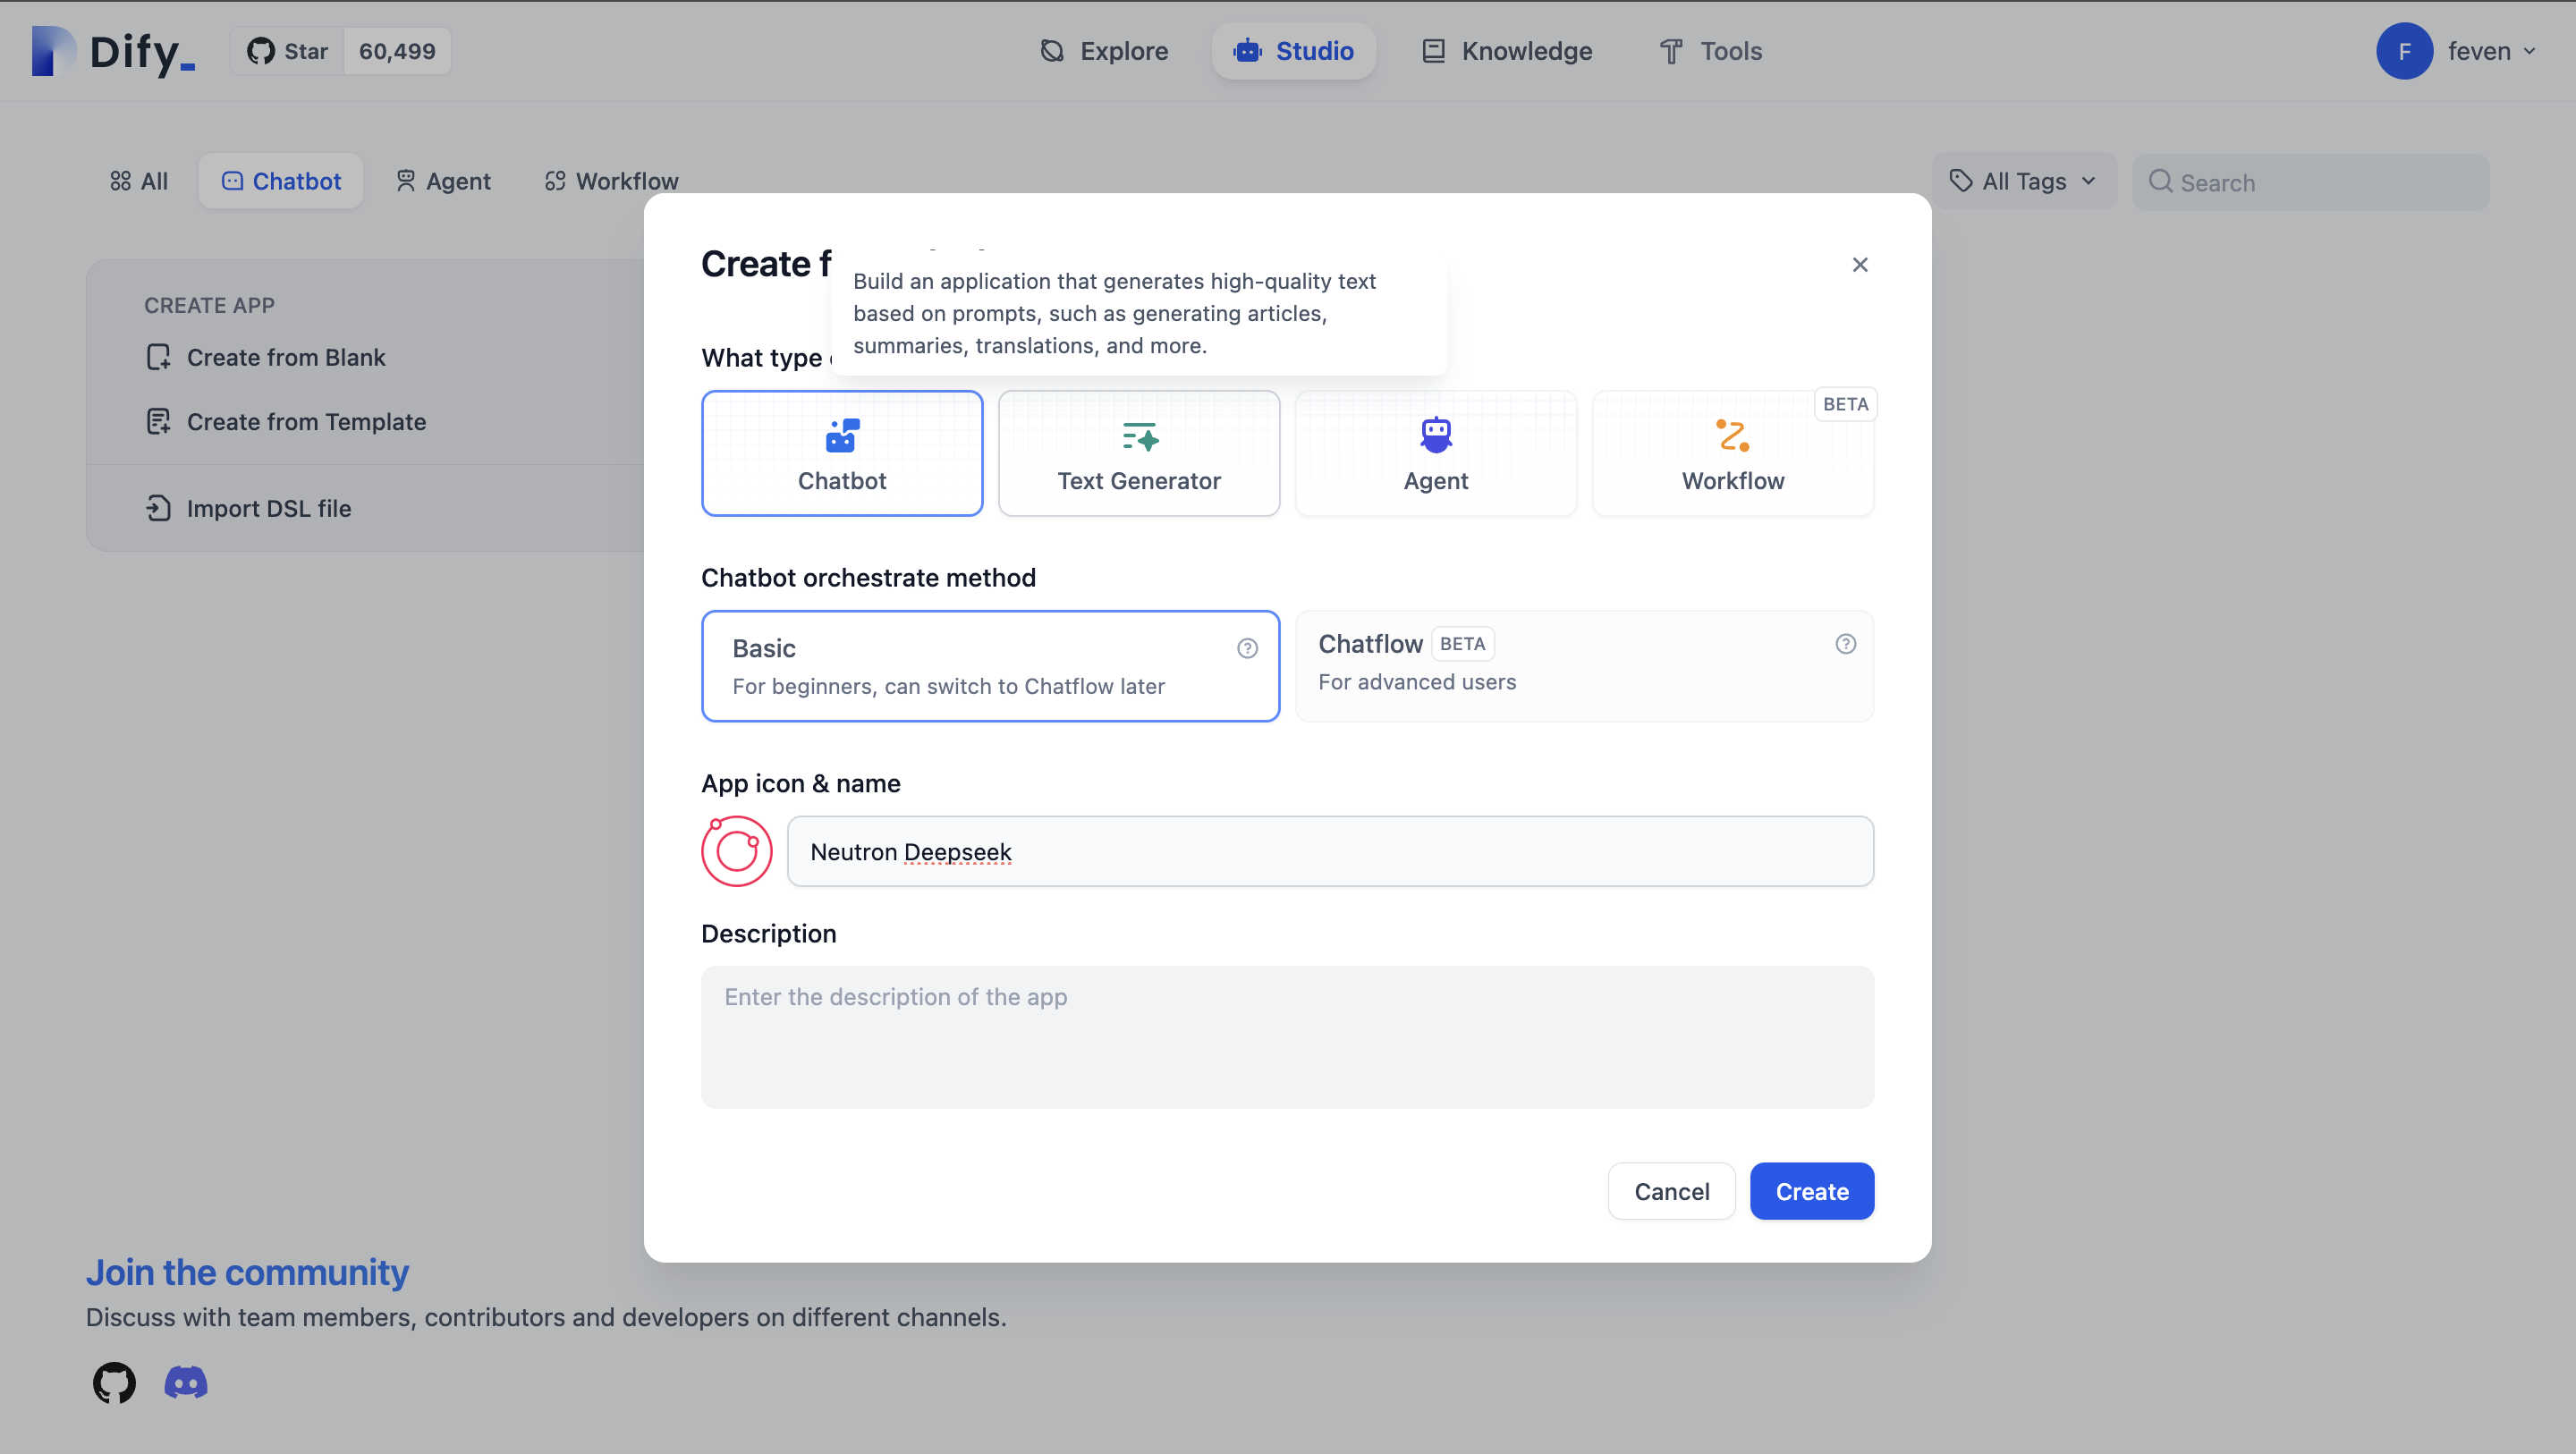 Dify_
Star 60,499
Explore
Studio
Knowledge
Tools
F
feven
All
Chatbot
Agent
Workflow
All Tags
Search
CREATE APP
Create from Blank
Create from Template
Import DSL file
Create f
Build an application that generates high-quality text
based on prompts, such as generating articles,
summaries, translations, and more.
What type
Chatbot
Text Generator
Agent
Workflow
BETA
Chatbot orchestrate method
Basic
For beginners, can switch to Chatflow later
Chatflow BETA
For advanced users
App icon & name
Neutron Deepseek
Description
Enter the description of the app
Cancel
Create
Join the community
Discuss with team members, contributors and developers on different channels.